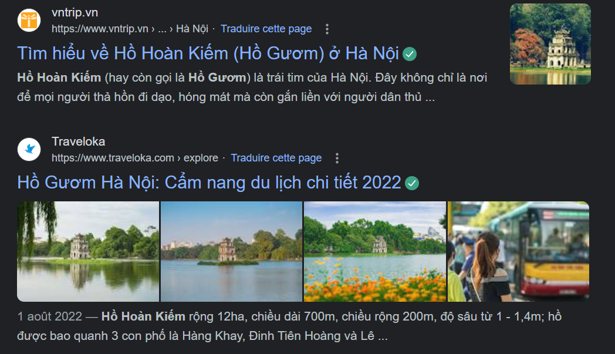 vntrip.vn
https://www.vntrip.vn › ... › Hà Nội · Traduire cette page
Tìm hiểu về Hồ Hoàn Kiếm (Hồ Gươm) ở Hà Nội
Hồ Hoàn Kiếm (hay còn gọi là Hồ Gươm) là trái tim của Hà Nội. Đây không chỉ là nơi
để mọi người thả hồn đi dạo, hóng mát mà còn gắn liền với người dân thủ ...
Traveloka
https://www.traveloka.com › explore · Traduire cette page
Hồ Gươm Hà Nội: Cẩm nang du lịch chi tiết 2022
1 août 2022 — Hồ Hoàn Kiếm rộng 12ha, chiều dài 700m, chiều rộng 200m, độ sâu từ 1 - 1,4m; hồ
được bao quanh 3 con phố là Hàng Khay, Đinh Tiên Hoàng và Lê ...